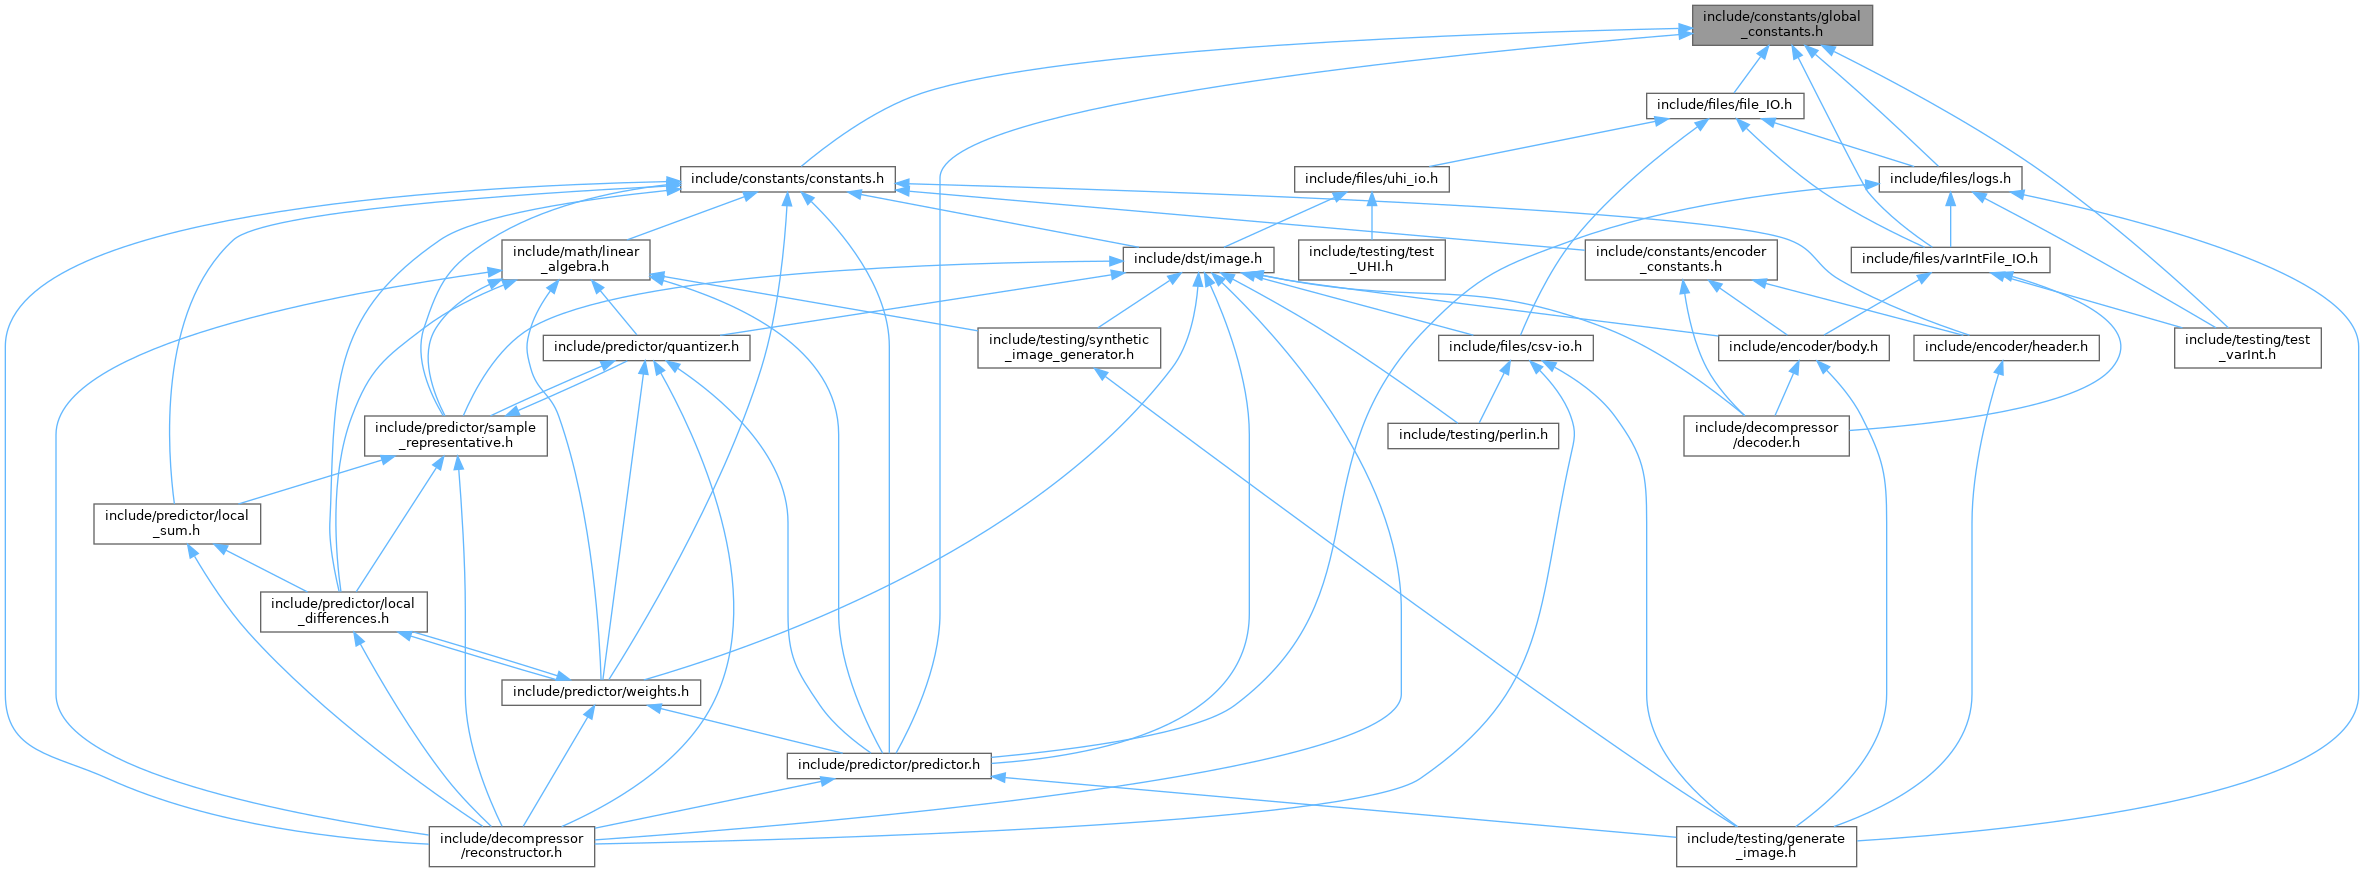 include/constants/global
_constants.h
include/files/file_IO.h
include/constants/constants.h
include/files/uhi_io.h
include/files/logs.h
include/math/linear
_algebra.h
include/dst/image.h
include/testing/test
_UHI.h
include/constants/encoder
_constants.h
include/files/varIntFile_IO.h
include/predictor/quantizer.h
include/testing/synthetic
_image_generator.h
include/files/csv-io.h
include/encoder/body.h
include/encoder/header.h
include/testing/test
_varInt.h
include/predictor/sample
_representative.h
include/testing/perlin.h
include/decompressor
/decoder.h
include/predictor/local
_sum.h
include/predictor/local
_differences.h
include/predictor/weights.h
include/predictor/predictor.h
include/decompressor
/reconstructor.h
include/testing/generate
_image.h